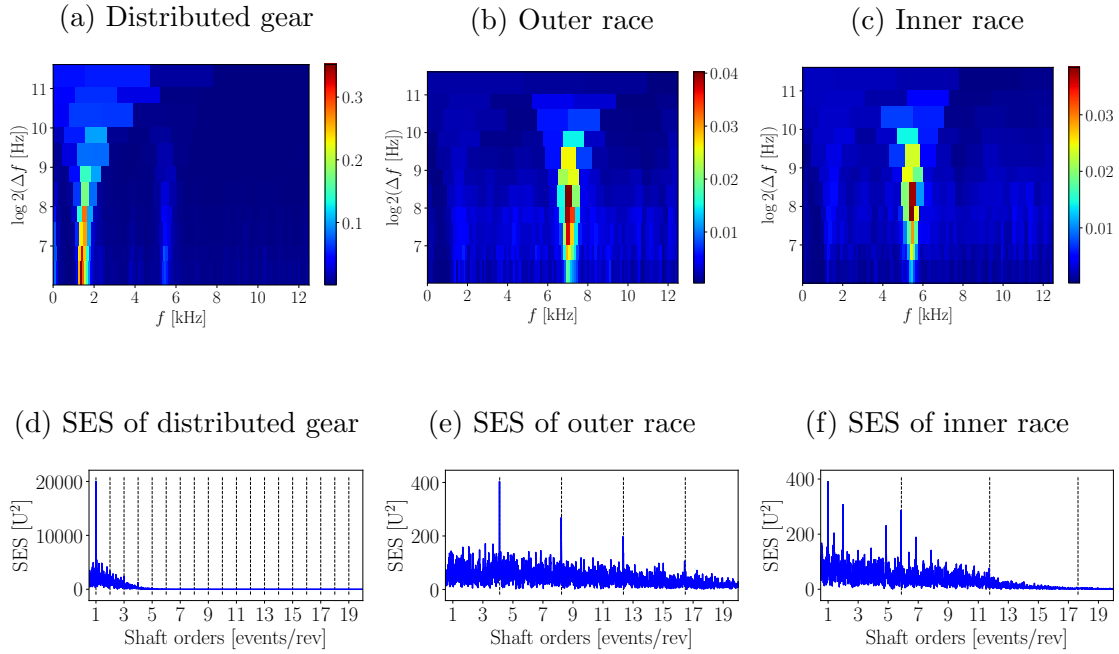 (a) Distributed gear
(b) Outer race
(c) Inner race
11
10
9
8
7
log 2(Δf [Hz])
0 2 4 6 8 10 12
f [kHz]
0.3
0.2
0.1
11
10
9
8
7
log 2(Δf [Hz])
0 2 4 6 8 10 12
f [kHz]
0.04
0.03
0.02
0.01
11
10
9
8
7
log 2(Δf [Hz])
0 2 4 6 8 10 12
f [kHz]
0.03
0.02
0.01
(d) SES of distributed gear
(e) SES of outer race
(f) SES of inner race
20000
10000
0
SES [U²]
1 3 5 7 9 11 13 15 17 19
Shaft orders [events/rev]
400
200
0
SES [U²]
1 3 5 7 9 11 13 15 17 19
Shaft orders [events/rev]
400
200
0
SES [U²]
1 3 5 7 9 11 13 15 17 19
Shaft orders [events/rev]